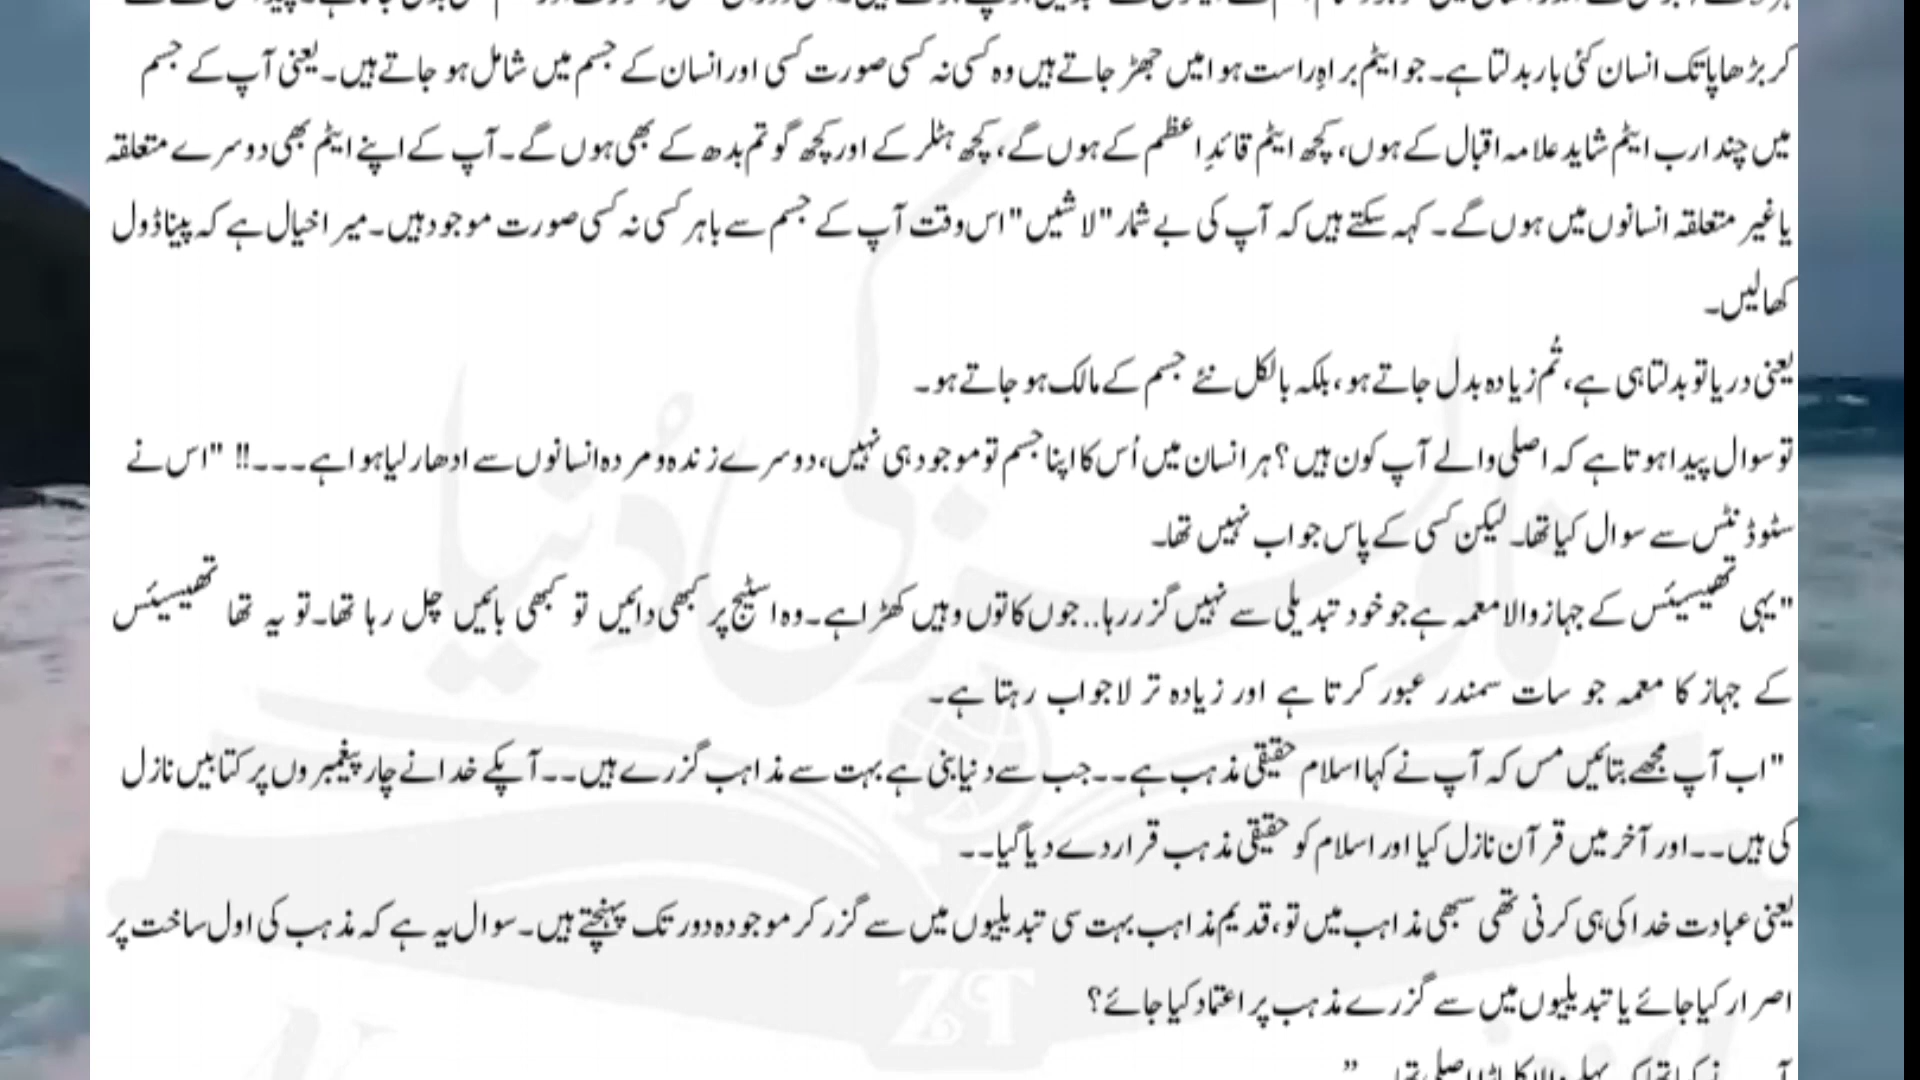 کر بڑھاپا تک انسان کئی بار بدلتا ہے۔ جو ایٹم براہِ راست ہوا میں جھڑ جاتے ہیں وہ کسی نہ کسی صورت کسی اور انسان کے جسم میں شامل ہو جاتے ہیں۔ یعنی آپ کے جسم
میں چند ارب ایٹم شاید علامہ اقبال کے ہوں، کچھ ایٹم قائدِ اعظم کے ہوں گے، کچھ ہٹلر کے اور کچھ گوتم بدھ کے بھی ہوں گے۔ آپ کے اپنے ایٹم بھی دوسرے متعلقہ
یا غیر متعلقہ انسانوں میں ہوں گے۔ کہہ سکتے ہیں کہ آپ کی بے شمار "لاشیں" اس وقت آپ کے جسم سے باہر کسی نہ کسی صورت موجود ہیں۔ میرا خیال ہے کہ پیناڈول
کھا لیں۔
یعنی دریا تو بدلتا ہی ہے، تُم زیادہ بدل جاتے ہو، بلکہ بالکل نئے جسم کے مالک ہو جاتے ہو۔
تو سوال پیدا ہوتا ہے کہ اصلی والے آپ کون ہیں؟ ہر انسان میں اُس کا اپنا جسم تو موجود ہی نہیں، دوسرے زندہ و مردہ انسانوں سے ادھار لیا ہوا ہے۔۔۔!! "اس نے
سٹوڈنٹس سے سوال کیا تھا۔ لیکن کسی کے پاس جواب نہیں تھا۔
"یہی تھیسیئس کے جہاز والا معمہ ہے جو خود تبدیلی سے نہیں گزر رہا.. جوں کا توں وہیں کھڑا ہے۔ وہ اسٹیج پر کبھی دائیں تو کبھی بائیں چل رہا تھا۔ تو یہ تھا تھیسیئس
کے جہاز کا معمہ جو سات سمندر عبور کرتا ہے اور زیادہ تر لاجواب رہتا ہے۔
"اب آپ مجھے بتائیں مس کہ آپ نے کہا اسلام حقیقی مذہب ہے۔۔ جب سے دنیا بنی ہے بہت سے مذاہب گزرے ہیں۔۔ آپکے خدا نے چار پیغمبروں پر کتابیں نازل
کی ہیں۔۔ اور آخر میں قرآن نازل کیا اور اسلام کو حقیقی مذہب قرار دے دیا گیا۔۔
یعنی عبادت خدا کی ہی کرنی تھی سبھی مذاہب میں تو، قدیم مذاہب بہت سی تبدیلیوں میں سے گزر کر موجودہ دور تک پہنچتے ہیں۔ سوال یہ ہے کہ مذہب کی اول ساخت پر
اصرار کیا جائے یا تبدیلیوں میں سے گزرے مذہب پر اعتماد کیا جائے؟
ناولز کی دُنیا